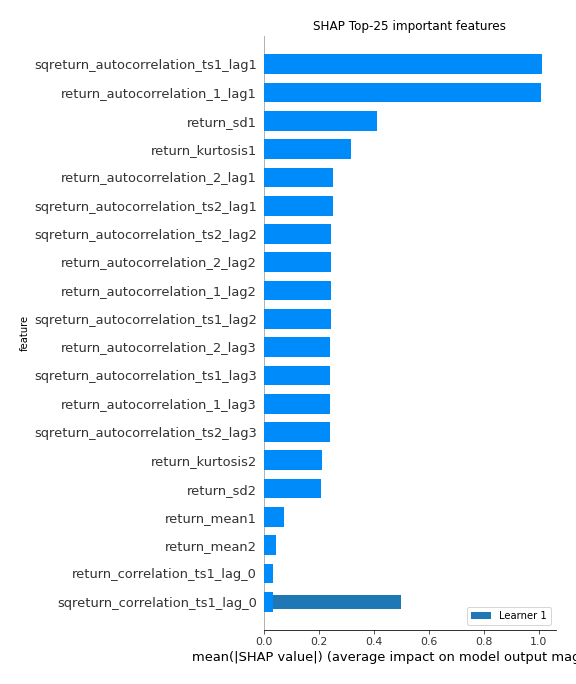 SHAP Top-25 important features
sqreturn_autocorrelation_ts1_lag1
return_autocorrelation_1_lag1
return_sd1
return_kurtosis1
return_autocorrelation_2_lag1
sqreturn_autocorrelation_ts2_lag1
sqreturn_autocorrelation_ts2_lag2
return_autocorrelation_2_lag2
return_autocorrelation_1_lag2
sqreturn_autocorrelation_ts1_lag2
return_autocorrelation_2_lag3
sqreturn_autocorrelation_ts1_lag3
return_autocorrelation_1_lag3
sqreturn_autocorrelation_ts2_lag3
return_kurtosis2
return_sd2
return_mean1
return_mean2
return_correlation_ts1_lag_0
sqreturn_correlation_ts1_lag_0
feature
Learner 1
0.0 0.2 0.4 0.6 0.8 1.0
mean(|SHAP value|) (average impact on model output mag